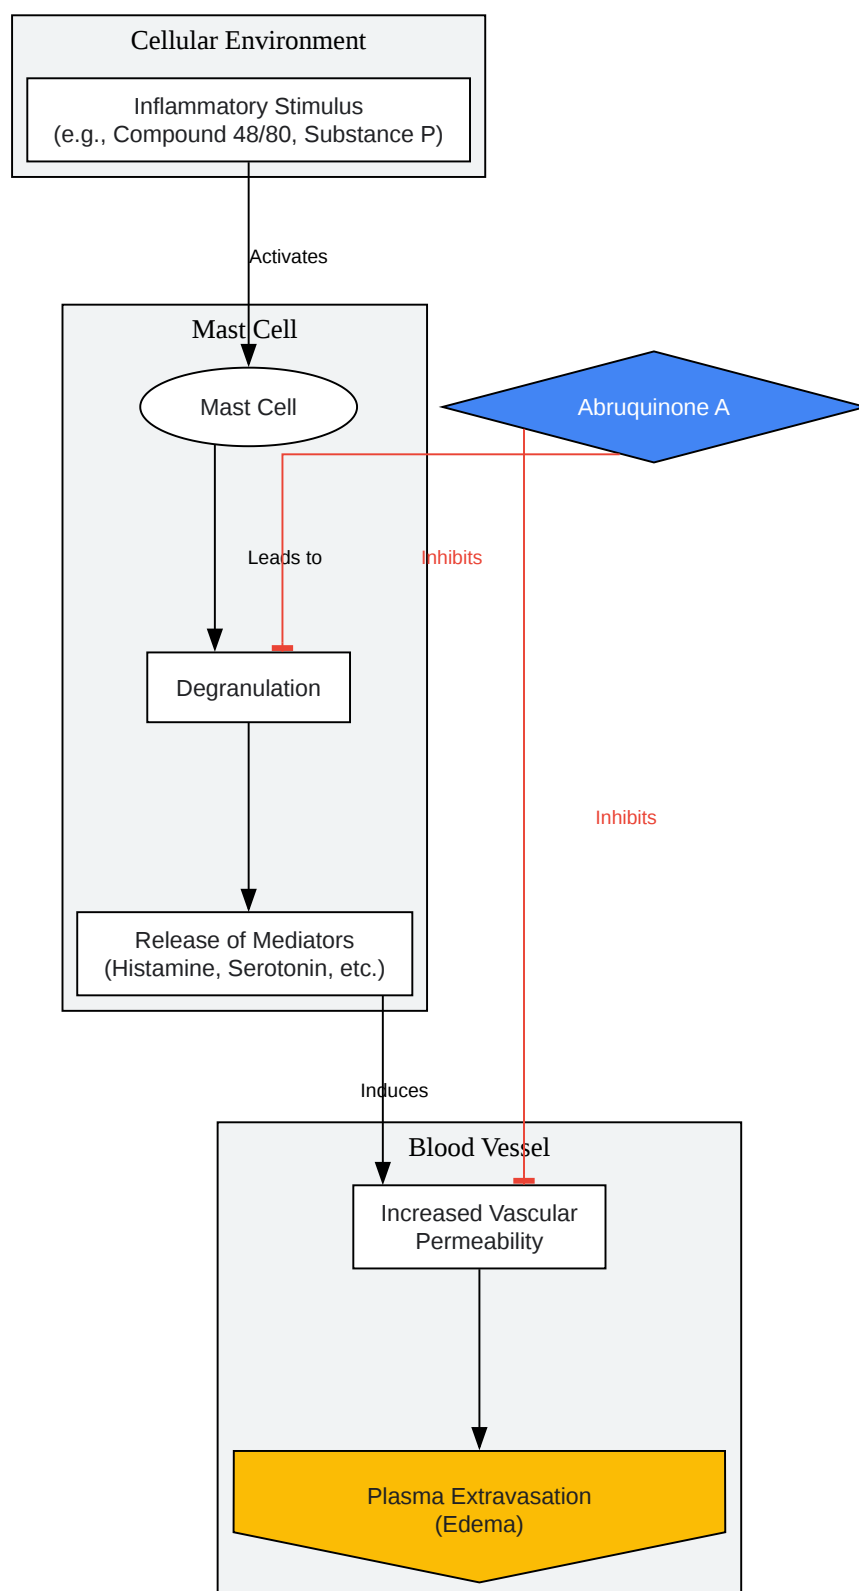 Cellular Environment
Inflammatory Stimulus
(e.g., Compound 48/80, Substance P)
Activates
Mast Cell
Mast Cell
Abruquinone A
Leads to
Inhibits
Degranulation
Inhibits
Release of Mediators
(Histamine, Serotonin, etc.)
Induces
Blood Vessel
Increased Vascular
Permeability
Plasma Extravasation
(Edema)